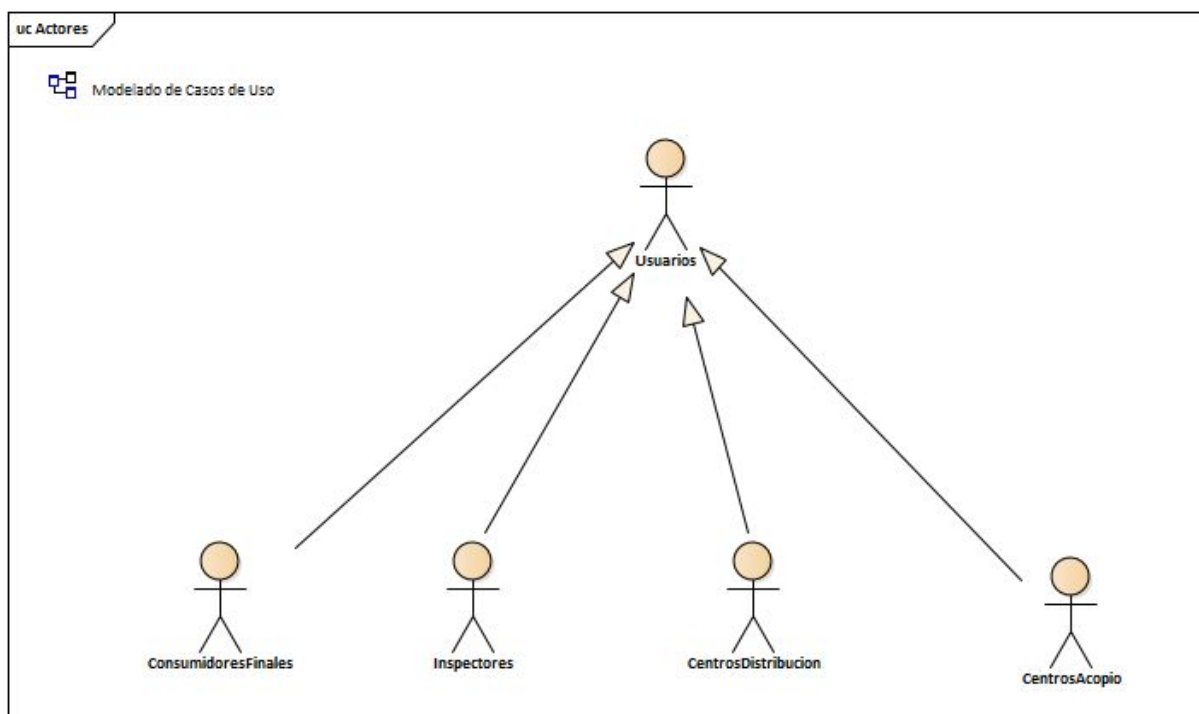 uc Actores
Modelado de Casos de Uso
Usuarios
ConsumidoresFinales
Inspectores
CentrosDistribucion
CentrosAcopio